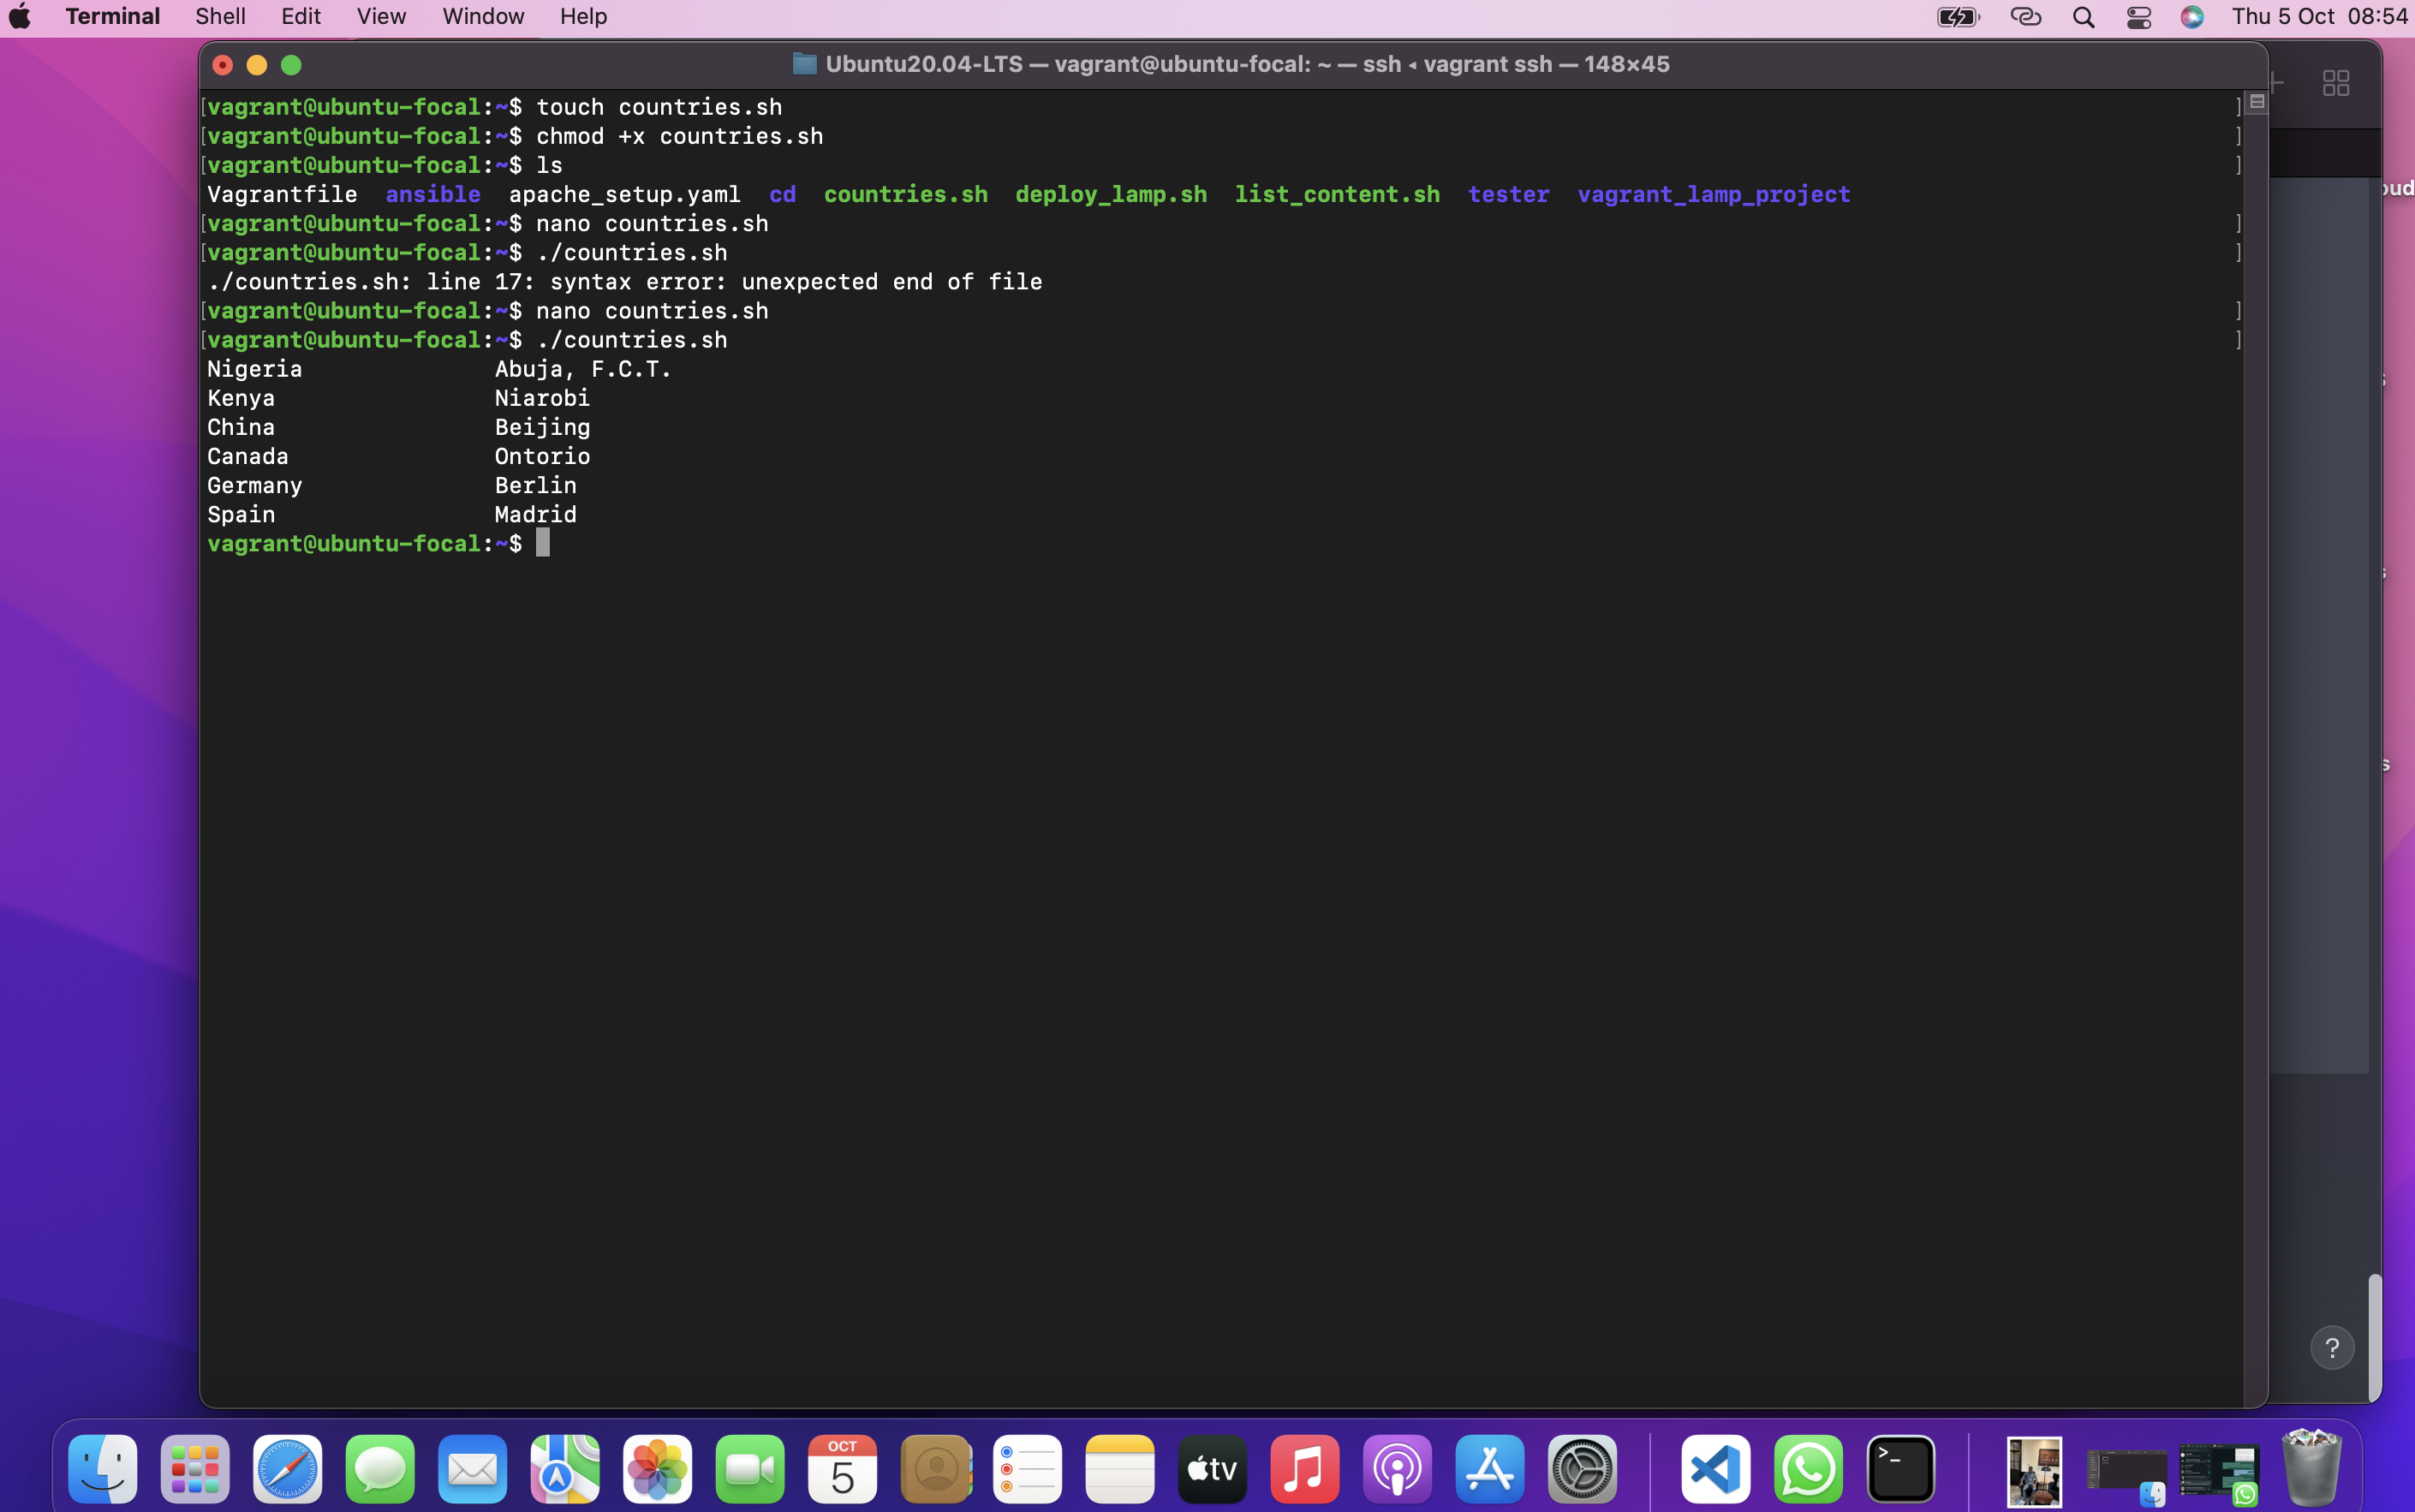 Terminal Shell Edit View Window Help Thu 5 Oct 08:54
Ubuntu20.04-LTS — vagrant@ubuntu-focal: ~ — ssh ◂ vagrant ssh — 148×45
[vagrant@ubuntu-focal:~$ touch countries.sh ]
[vagrant@ubuntu-focal:~$ chmod +x countries.sh ]
[vagrant@ubuntu-focal:~$ ls ]
Vagrantfile ansible apache_setup.yaml cd countries.sh deploy_lamp.sh list_content.sh tester vagrant_lamp_project
[vagrant@ubuntu-focal:~$ nano countries.sh ]
[vagrant@ubuntu-focal:~$ ./countries.sh ]
./countries.sh: line 17: syntax error: unexpected end of file
[vagrant@ubuntu-focal:~$ nano countries.sh ]
[vagrant@ubuntu-focal:~$ ./countries.sh ]
Nigeria Abuja, F.C.T.
Kenya Niarobi
China Beijing
Canada Ontorio
Germany Berlin
Spain Madrid
vagrant@ubuntu-focal:~$
?
OCT
5
tv
>_